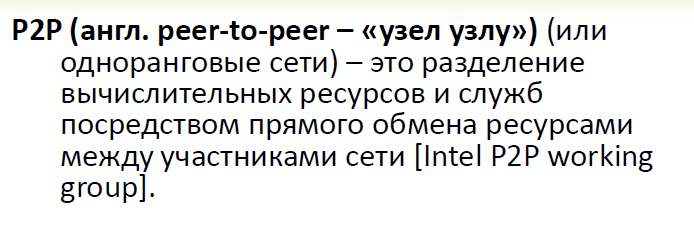 P2P (англ. peer-to-peer – «узел узлу») (или
одноранговые сети) – это разделение
вычислительных ресурсов и служб
посредством прямого обмена ресурсами
между участниками сети [Intel P2P working
group].